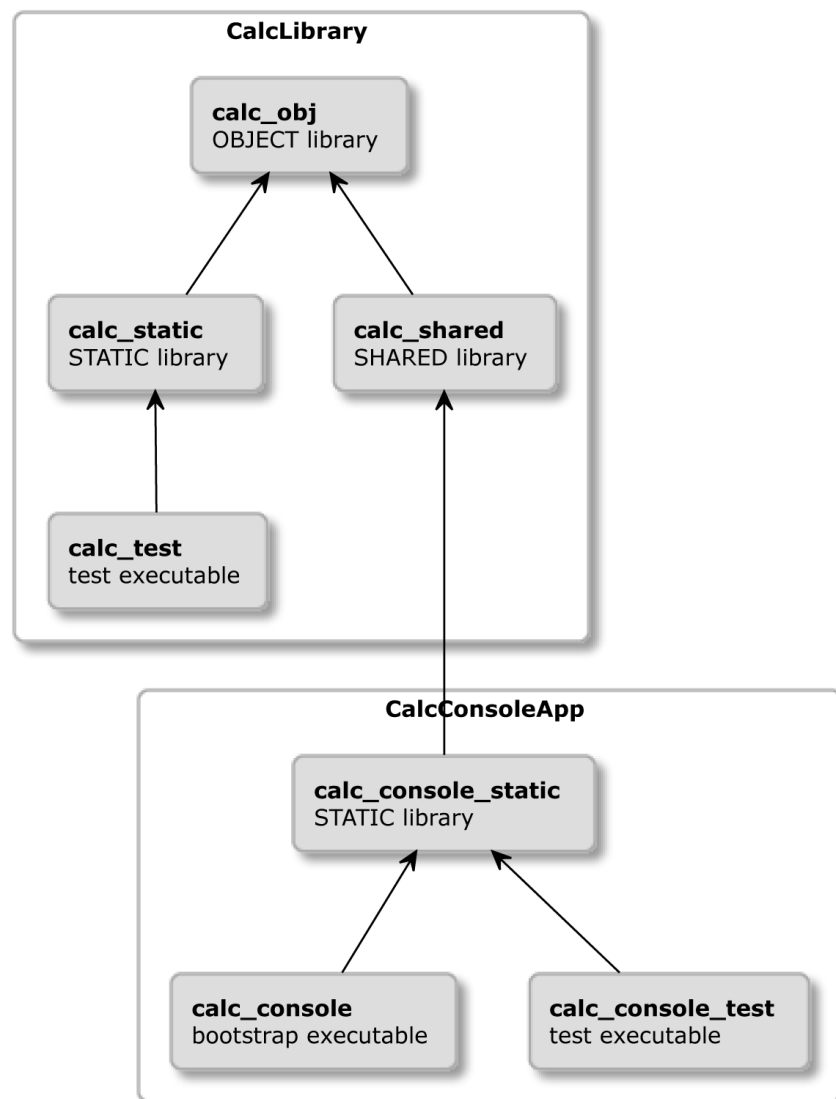 CalcLibrary
calc_obj
OBJECT library
calc_static
STATIC library
calc_shared
SHARED library
calc_test
test executable
CalcConsoleApp
calc_console_static
STATIC library
calc_console
bootstrap executable
calc_console_test
test executable